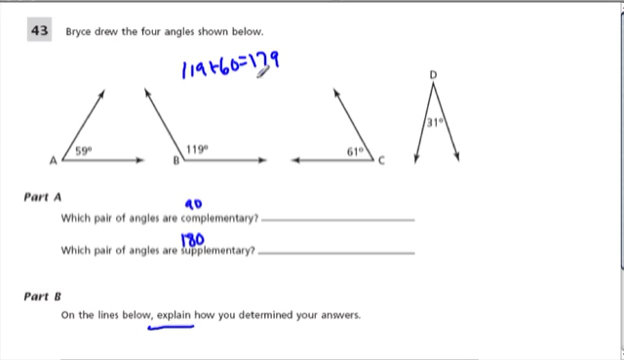 43 Bryce drew the four angles shown below.
119+60=179
D
59° 119° 61° 31°
A B C
Part A
90
Which pair of angles are complementary?
180
Which pair of angles are supplementary?
Part B
On the lines below, explain how you determined your answers.